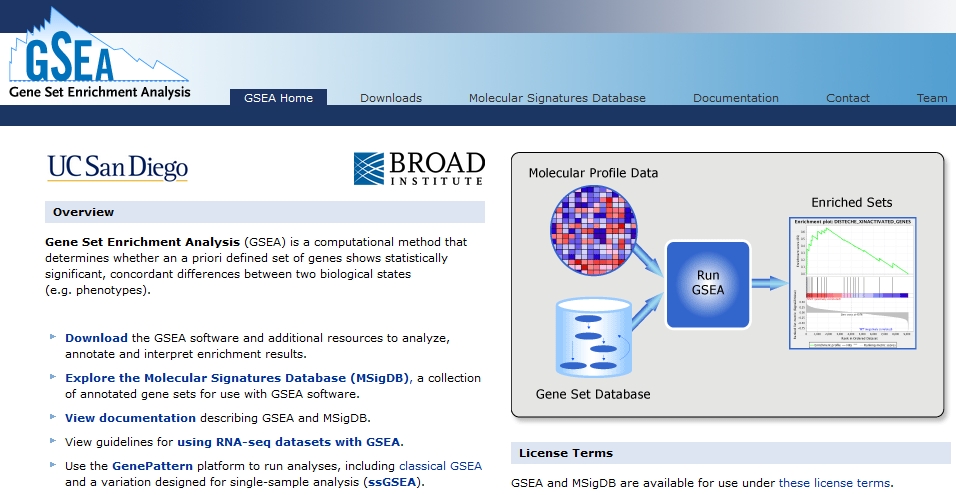 GSEA
Gene Set Enrichment Analysis
GSEA Home Downloads Molecular Signatures Database Documentation Contact Team
UC San Diego
BROAD
INSTITUTE
Overview
Gene Set Enrichment Analysis (GSEA) is a computational method that
determines whether an a priori defined set of genes shows statistically
significant, concordant differences between two biological states
(e.g. phenotypes).
Download the GSEA software and additional resources to analyze,
annotate and interpret enrichment results.
Explore the Molecular Signatures Database (MSigDB), a collection
of annotated gene sets for use with GSEA software.
View documentation describing GSEA and MSigDB.
View guidelines for using RNA-seq datasets with GSEA.
Use the GenePattern platform to run analyses, including classical GSEA
and a variation designed for single-sample analysis (ssGSEA).
Molecular Profile Data
Run
GSEA
Enriched Sets
Enrichment plot: DISTECHE_XINACTIVATED_GENES
Gene Set Database
License Terms
GSEA and MSigDB are available for use under these license terms.